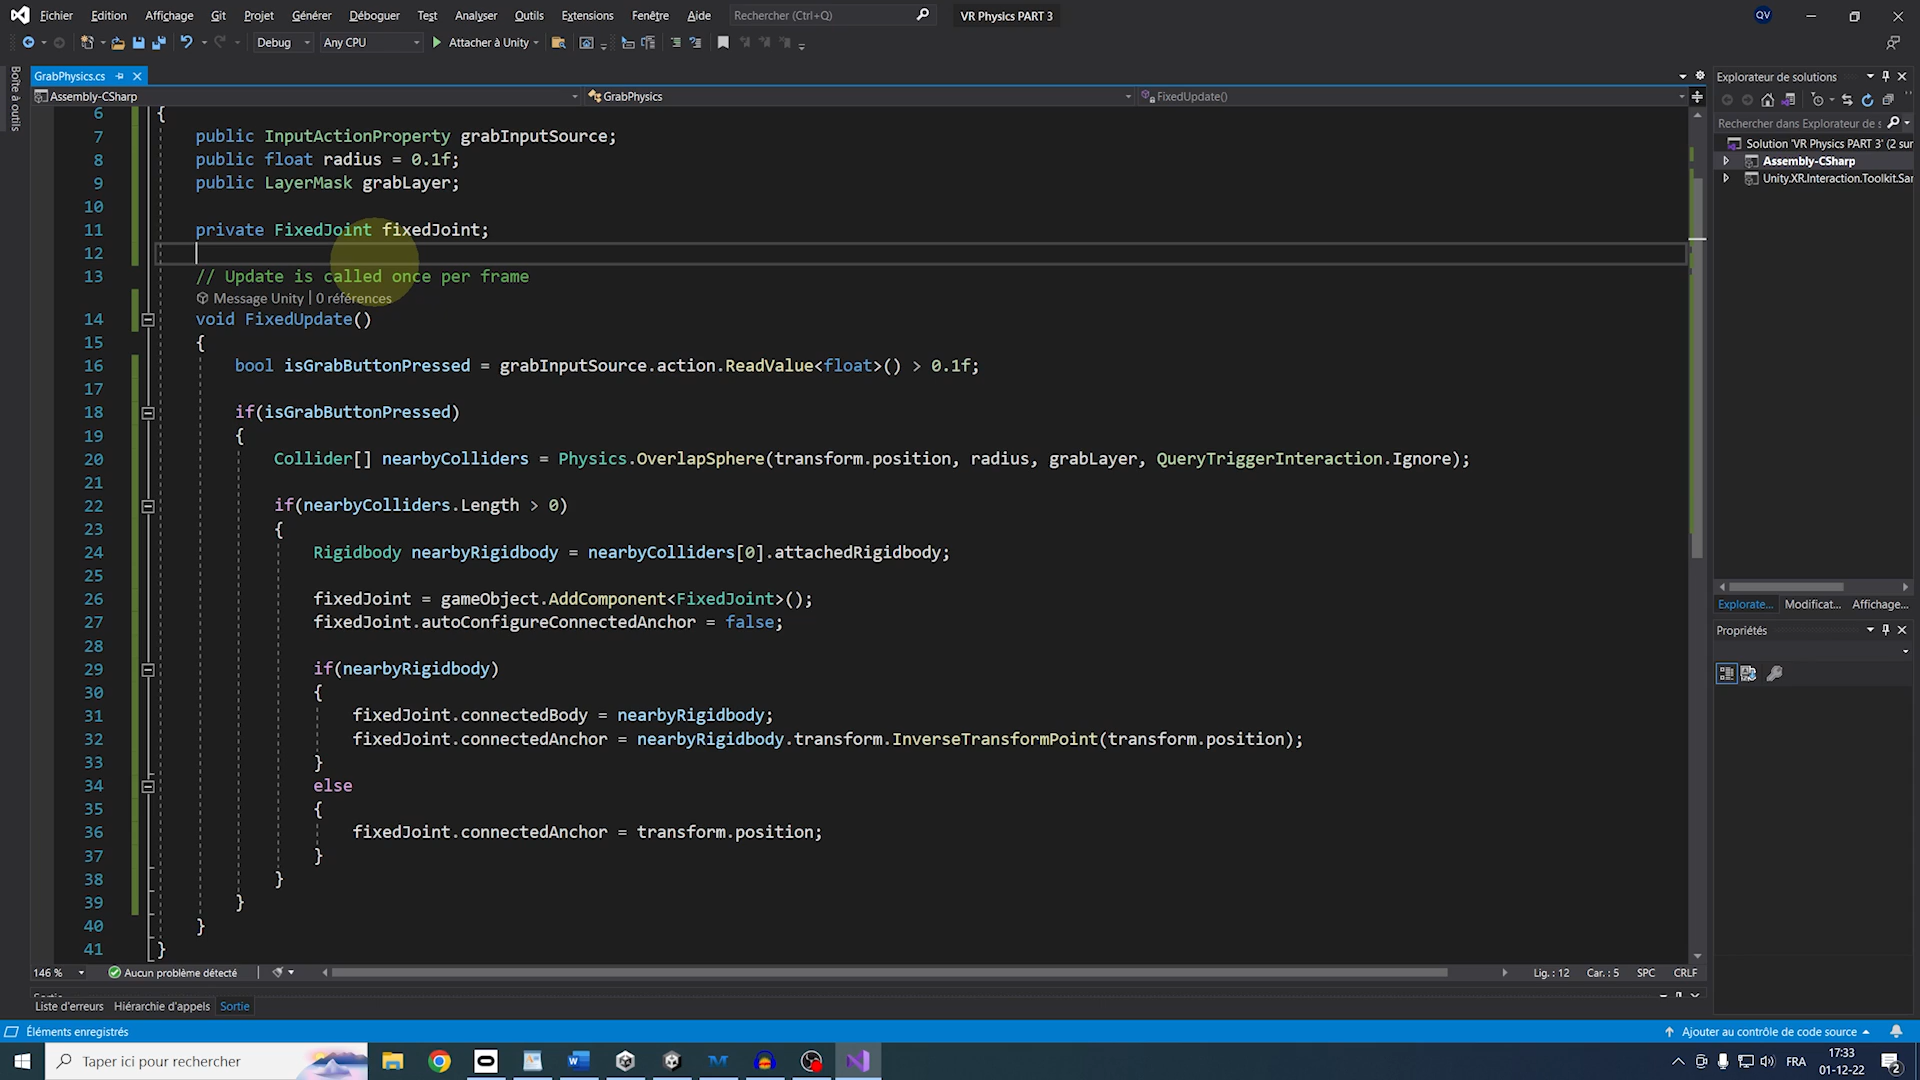 Fichier Edition Affichage Git Projet Générer Déboguer Test Analyser Outils Extensions Fenêtre Aide Rechercher (Ctrl+Q) VR Physics PART 3 QV
Debug Any CPU Attacher à Unity
Boîte à outils
GrabPhysics.cs
Assembly-CSharp GrabPhysics FixedUpdate()
6 {
7 public InputActionProperty grabInputSource;
8 public float radius = 0.1f;
9 public LayerMask grabLayer;
10
11 private FixedJoint fixedJoint;
12
13 // Update is called once per frame
Message Unity | 0 références
14 void FixedUpdate()
15 {
16 bool isGrabButtonPressed = grabInputSource.action.ReadValue<float>() > 0.1f;
17
18 if(isGrabButtonPressed)
19 {
20 Collider[] nearbyColliders = Physics.OverlapSphere(transform.position, radius, grabLayer, QueryTriggerInteraction.Ignore);
21
22 if(nearbyColliders.Length > 0)
23 {
24 Rigidbody nearbyRigidbody = nearbyColliders[0].attachedRigidbody;
25
26 fixedJoint = gameObject.AddComponent<FixedJoint>();
27 fixedJoint.autoConfigureConnectedAnchor = false;
28
29 if(nearbyRigidbody)
30 {
31 fixedJoint.connectedBody = nearbyRigidbody;
32 fixedJoint.connectedAnchor = nearbyRigidbody.transform.InverseTransformPoint(transform.position);
33 }
34 else
35 {
36 fixedJoint.connectedAnchor = transform.position;
37 }
38 }
39 }
40 }
41 }
146 % Aucun problème détecté Lig. : 12 Car. : 5 SPC CRLF
Liste d'erreurs Hiérarchie d'appels Sortie
Éléments enregistrés Ajouter au contrôle de code source
Explorateur de solutions
Rechercher dans Explorateur de s
Solution 'VR Physics PART 3' (2 sur
Assembly-CSharp
Unity.XR.Interaction.Toolkit.Sar
Explorate... Modificat... Affichage...
Propriétés
Taper ici pour rechercher FRA 17:33
01-12-22 2